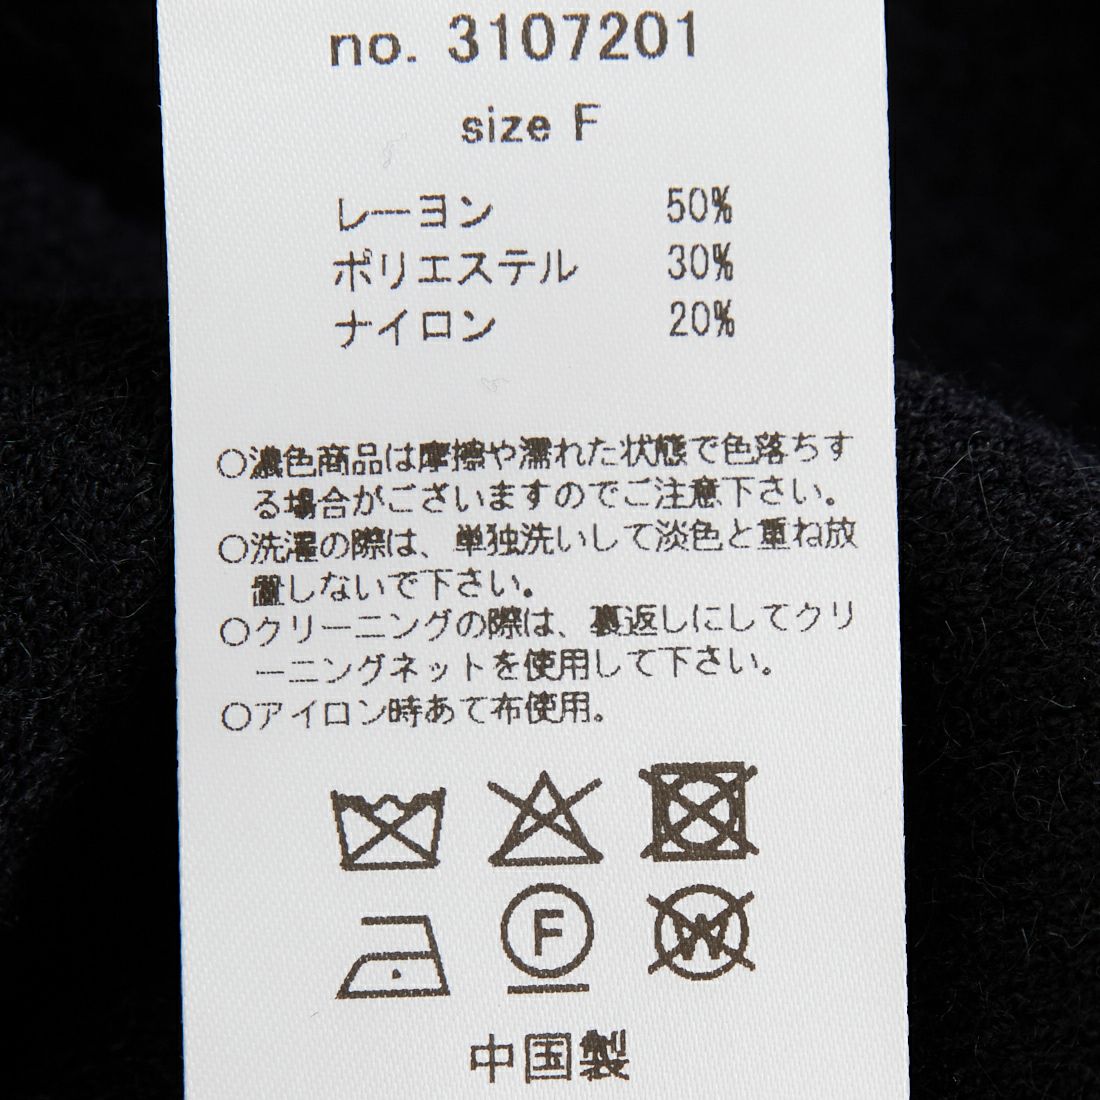 no. 3107201
size F
レーヨン 50%
ポリエステル 30%
ナイロン 20%
○濃色商品は摩擦や濡れた状態で色落ちす
る場合がございますのでご注意下さい。
○洗濯の際は、単独洗いして淡色と重ね放
置しないで下さい。
○クリーニングの際は、裏返しにしてクリ
ーニングネットを使用して下さい。
○アイロン時あて布使用。
F
W
中国製